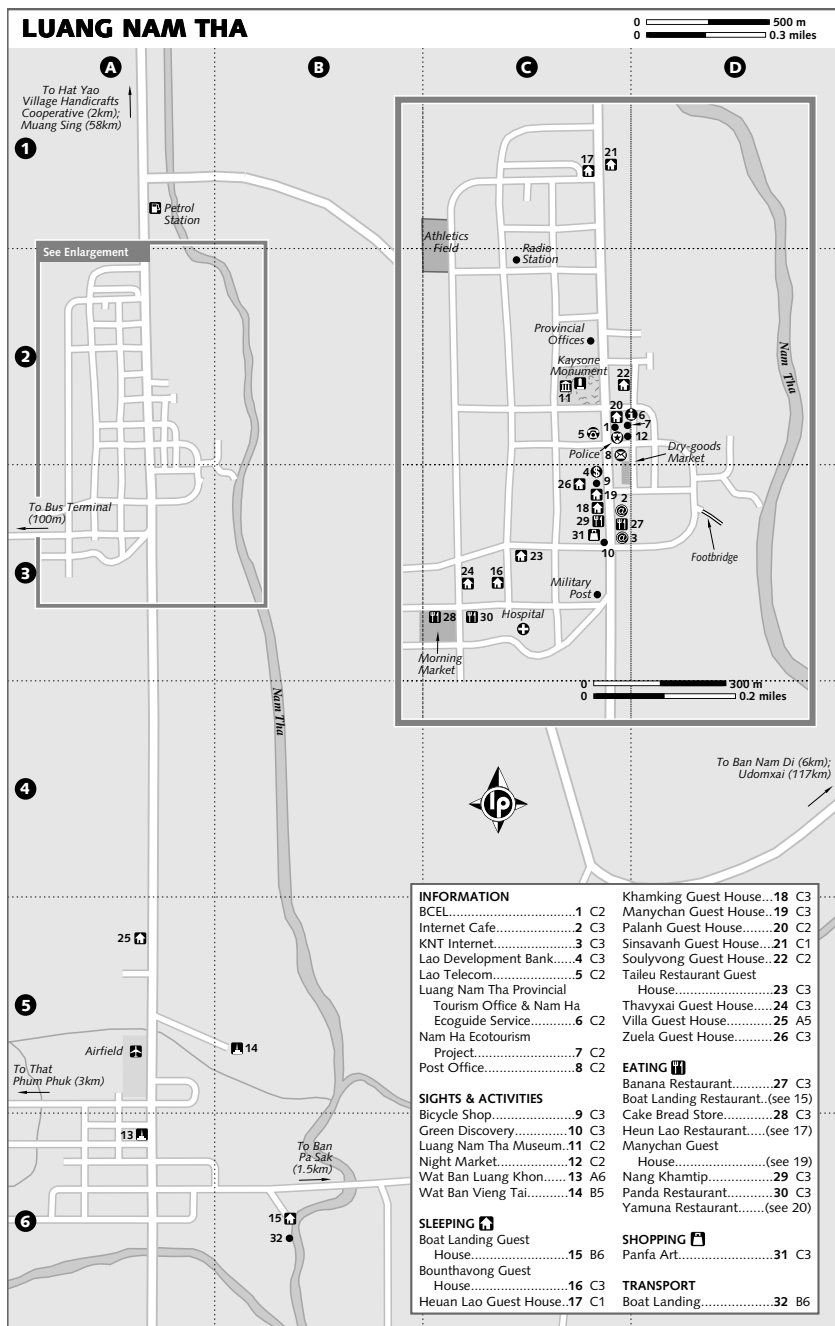 LUANG NAM THA
0 500 m
0 0.3 miles
A B C D
To Hat Yao
Village Handicrafts
Cooperative (2km);
Muang Sing (58km)
1
17 21
Petrol
Station
See Enlargement
Athletics
Field
Radio
Station
Provincial
Offices
2
Kaysone
Monument
11
22
20
6
1
7
5
12
Police
8
Dry-goods
Market
Nam Tha
4
26
9
19
2
18
29
27
31
3
10
Footbridge
To Bus Terminal
(100m)
3
23
24 16
Military
Post
28 30
Hospital
Morning
Market
0 300 m
0 0.2 miles
Nam Tha
4
lp
To Ban Nam Di (6km);
Udomxai (117km)
25
5
Airfield
14
To That
Phum Phuk (3km)
13
To Ban
Pa Sak
(1.5km)
6
15
32
INFORMATION
BCEL 1 C2
Internet Cafe 2 C3
KNT Internet 3 C3
Lao Development Bank 4 C3
Lao Telecom 5 C2
Luang Nam Tha Provincial
Tourism Office & Nam Ha
Ecoguide Service 6 C2
Nam Ha Ecotourism
Project 7 C2
Post Office 8 C2
SIGHTS & ACTIVITIES
Bicycle Shop 9 C3
Green Discovery 10 C3
Luang Nam Tha Museum 11 C2
Night Market 12 C2
Wat Ban Luang Khon 13 A6
Wat Ban Vieng Tai 14 B5
SLEEPING
Boat Landing Guest
House 15 B6
Bounthavong Guest
House 16 C3
Heuan Lao Guest House 17 C1
Khamking Guest House 18 C3
Manychan Guest House 19 C3
Palanh Guest House 20 C2
Sinsavanh Guest House 21 C1
Soulyvong Guest House 22 C2
Taileu Restaurant Guest
House 23 C3
Thavyxai Guest House 24 C3
Villa Guest House 25 A5
Zuela Guest House 26 C3
EATING
Banana Restaurant 27 C3
Boat Landing Restaurant (see 15)
Cake Bread Store 28 C3
Heun Lao Restaurant (see 17)
Manychan Guest
House (see 19)
Nang Khamtip 29 C3
Panda Restaurant 30 C3
Yamuna Restaurant (see 20)
SHOPPING
Panfa Art 31 C3
TRANSPORT
Boat Landing 32 B6